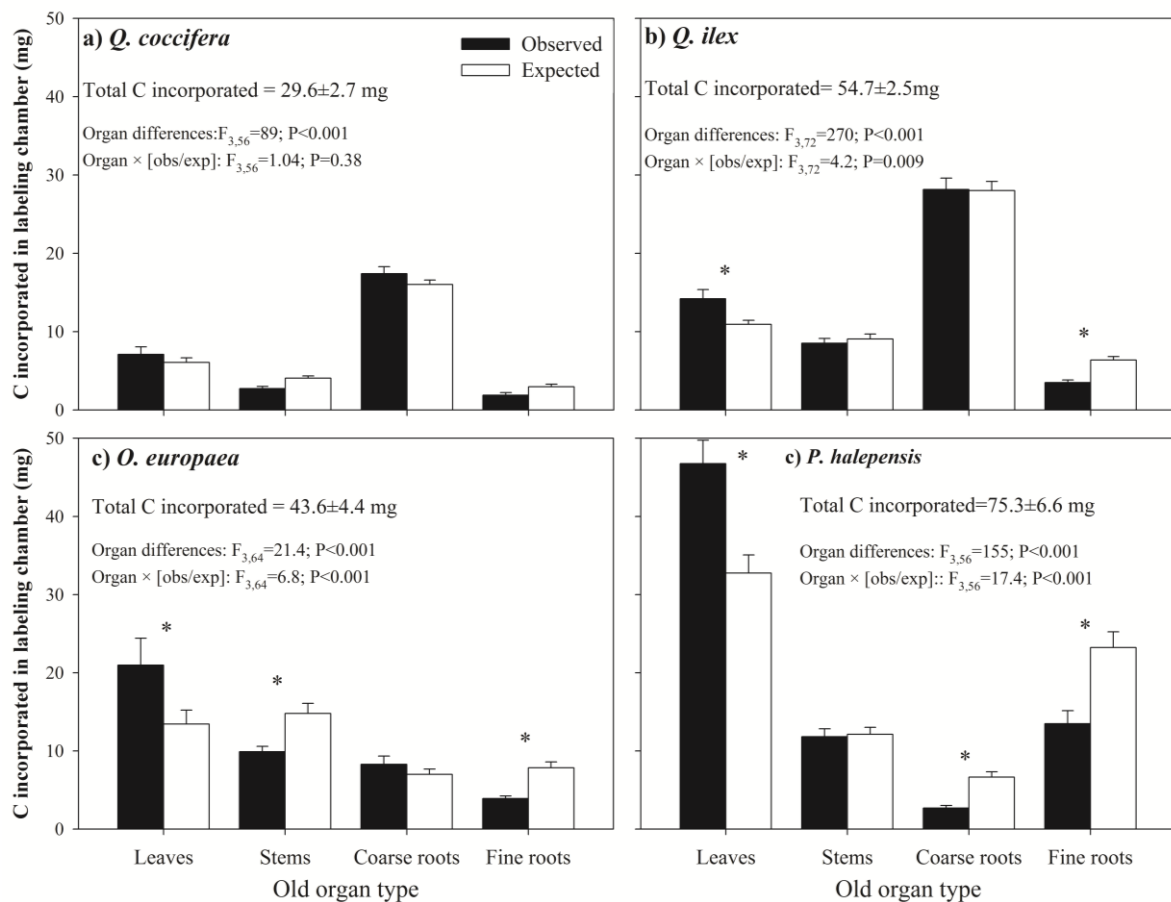 C incorporated in labeling chamber (mg)
50
40
30
20
10
0
a) Q. coccifera
Observed
Expected
Total C incorporated = 29.6±2.7 mg
Organ differences:F3,56=89; P<0.001
Organ × [obs/exp]: F3,56=1.04; P=0.38
b) Q. ilex
Total C incorporated= 54.7±2.5mg
Organ differences: F3,72=270; P<0.001
Organ × [obs/exp]: F3,72=4.2; P=0.009
*
*
C incorporated in labeling chamber (mg)
50
40
30
20
10
0
c) O. europaea
Total C incorporated = 43.6±4.4 mg
Organ differences: F3,64=21.4; P<0.001
Organ × [obs/exp]: F3,64=6.8; P<0.001
*
*
*
Leaves Stems Coarse roots Fine roots
Old organ type
c) P. halepensis
Total C incorporated=75.3±6.6 mg
Organ differences: F3,56=155; P<0.001
Organ × [obs/exp]:: F3,56=17.4; P<0.001
*
*
*
Leaves Stems Coarse roots Fine roots
Old organ type